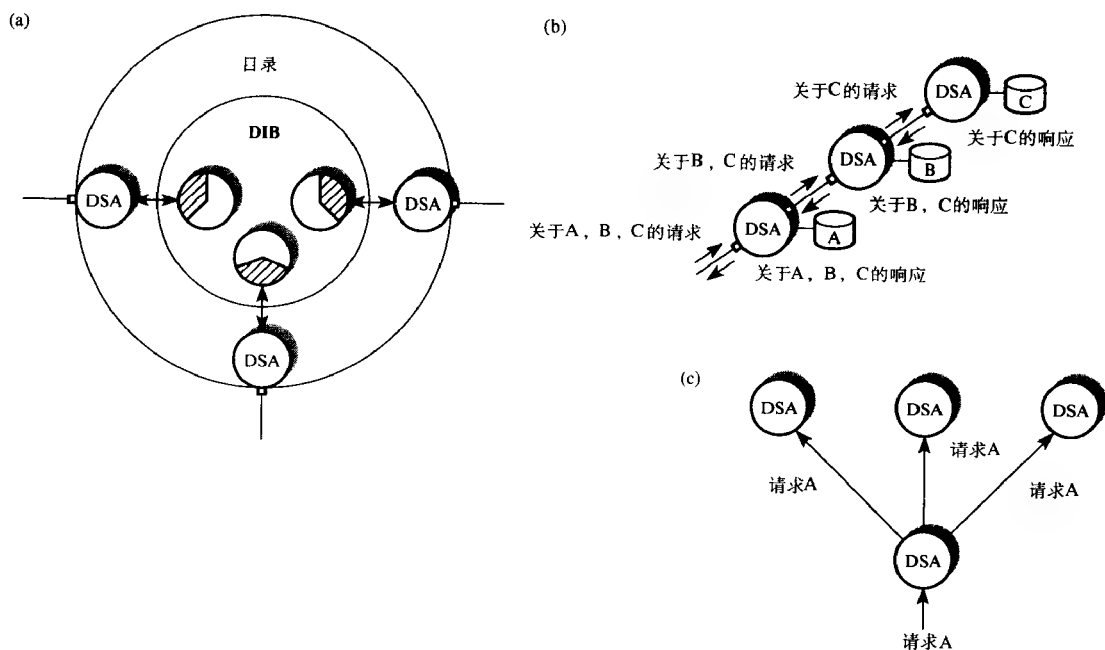 (a)
目录
DIB
DSA
DSA
DSA
(b)
DSA
C
关于C的请求
关于C的响应
DSA
B
关于B，C的请求
关于B，C的响应
DSA
A
关于A，B，C的请求
关于A，B，C的响应
(c)
DSA
DSA
DSA
请求A
请求A
请求A
DSA
请求A